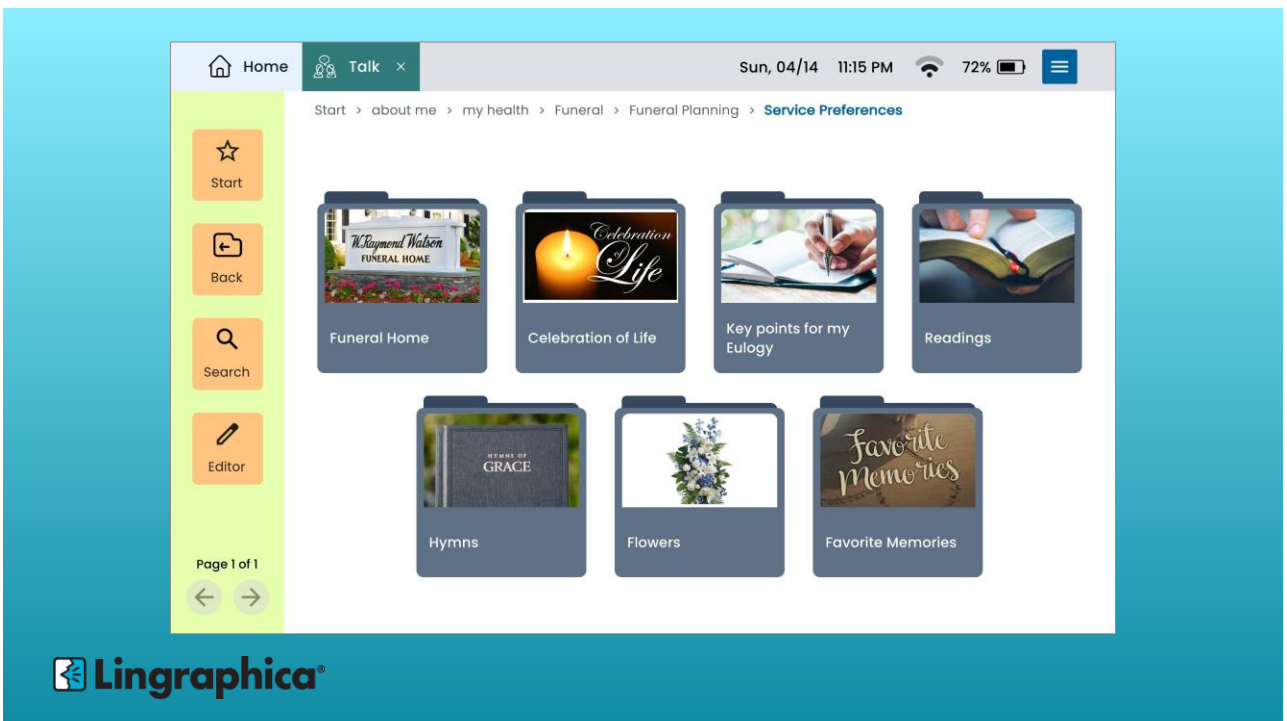 Home
Talk ×
Sun, 04/14 11:15 PM
72%
Start > about me > my health > Funeral > Funeral Planning > Service Preferences
Start
Back
Search
Editor
Page 1 of 1
W. Raymond Watson
FUNERAL HOME
Funeral Home
Celebration
of
Life
Celebration of Life
Key points for my
Eulogy
Readings
HYMNS OF
GRACE
Hymns
Flowers
Favorite
Memories
Favorite Memories
Lingraphica®